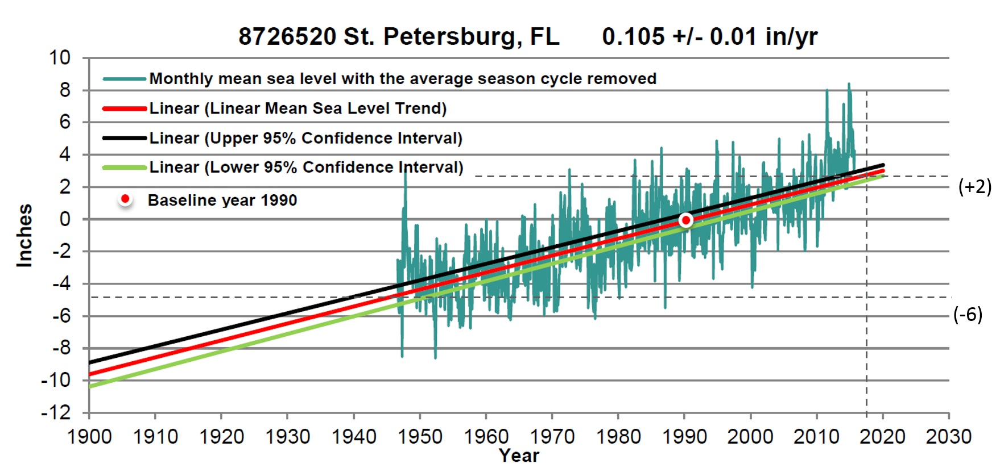 8726520 St. Petersburg, FL 0.105 +/- 0.01 in/yr
10
8
6
4
2
0
-2
-4
-6
-8
-10
-12
Inches
Monthly mean sea level with the average season cycle removed
Linear (Linear Mean Sea Level Trend)
Linear (Upper 95% Confidence Interval)
Linear (Lower 95% Confidence Interval)
Baseline year 1990
(+2)
(-6)
1900 1910 1920 1930 1940 1950 1960 1970 1980 1990 2000 2010 2020 2030
Year